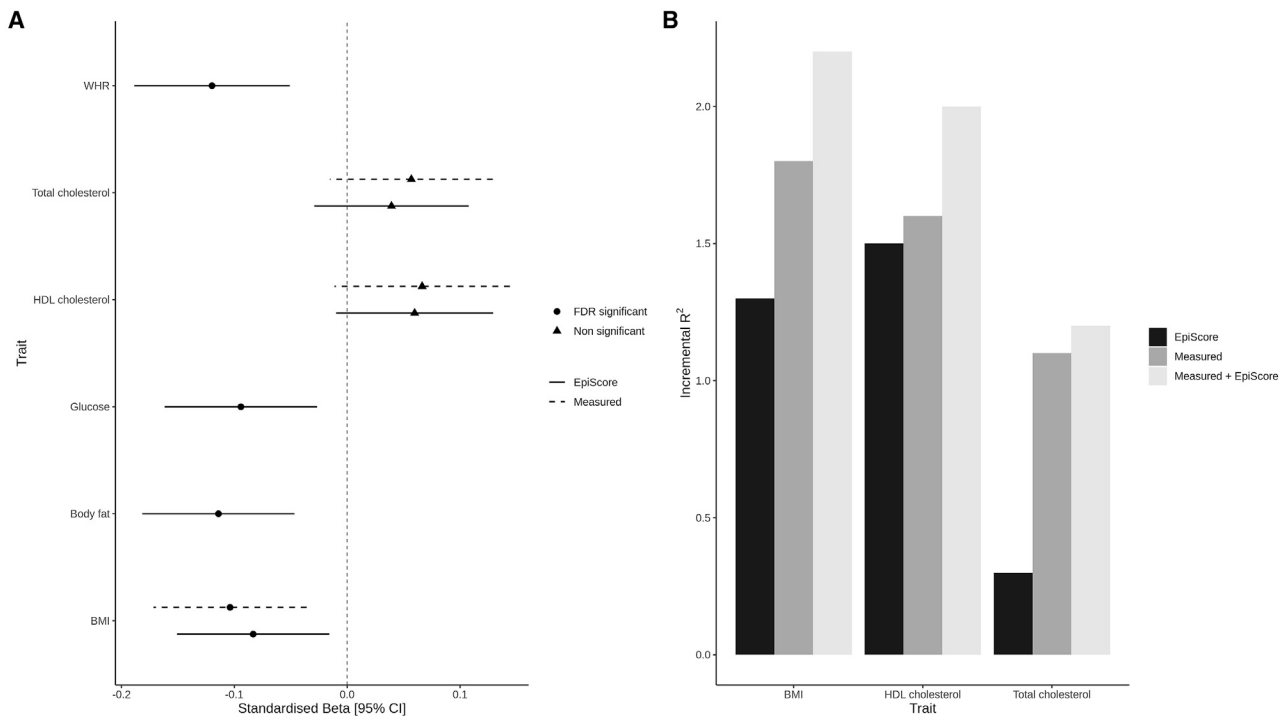 A
Trait
WHR
Total cholesterol
HDL cholesterol
Glucose
Body fat
BMI
-0.2
-0.1
0.0
0.1
Standardised Beta [95% CI]
FDR significant
Non significant
EpiScore
Measured
B
Incremental R²
2.0
1.5
1.0
0.5
0.0
BMI
HDL cholesterol
Total cholesterol
Trait
EpiScore
Measured
Measured + EpiScore